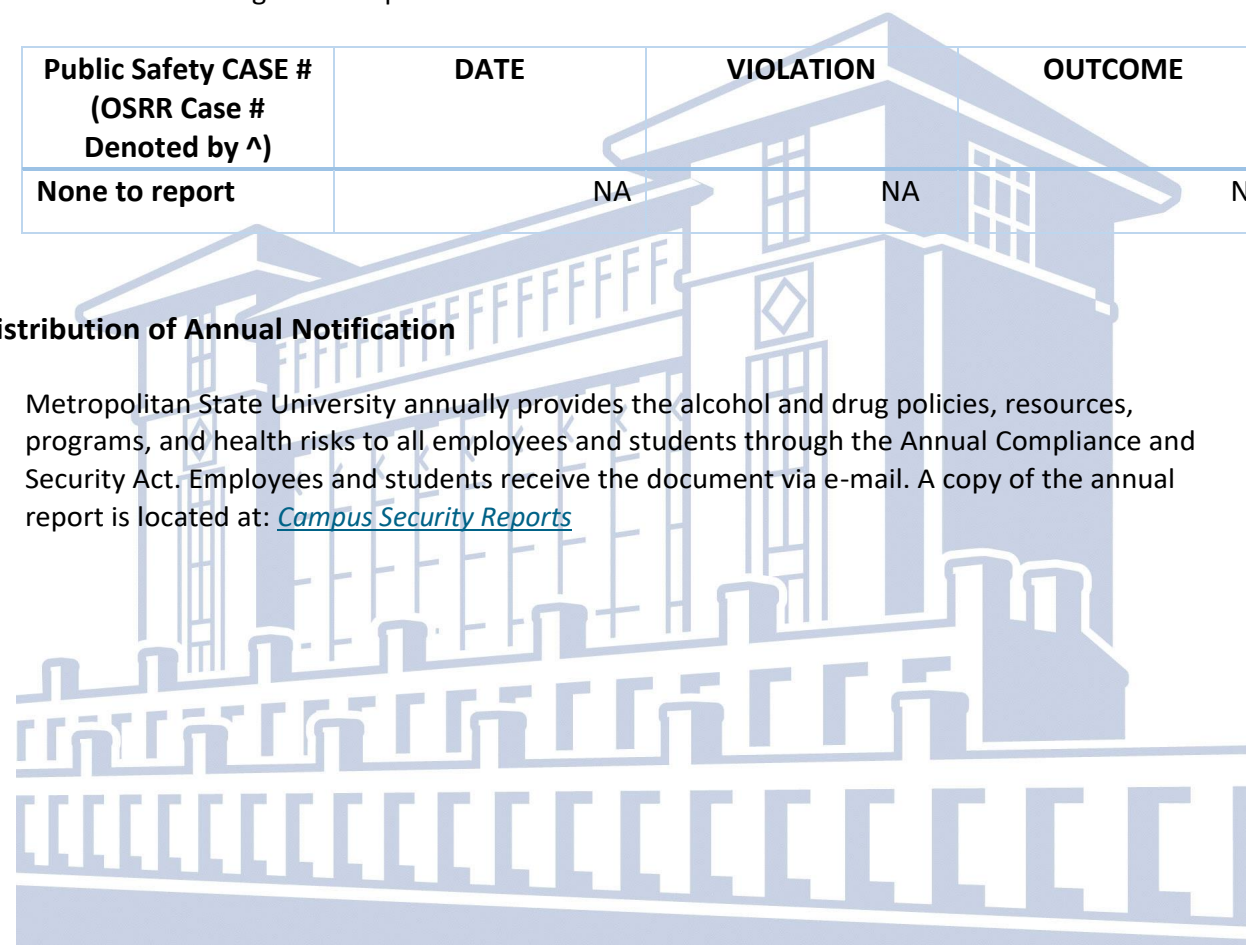 Public Safety CASE # DATE VIOLATION OUTCOME
(OSRR Case #
Denoted by ^)
None to report NA NA
istribution of Annual Notification
Metropolitan State University annually provides the alcohol and drug policies, resources,
programs, and health risks to all employees and students through the Annual Compliance and
Security Act. Employees and students receive the document via e-mail. A copy of the annual
report is located at: Campus Security Reports